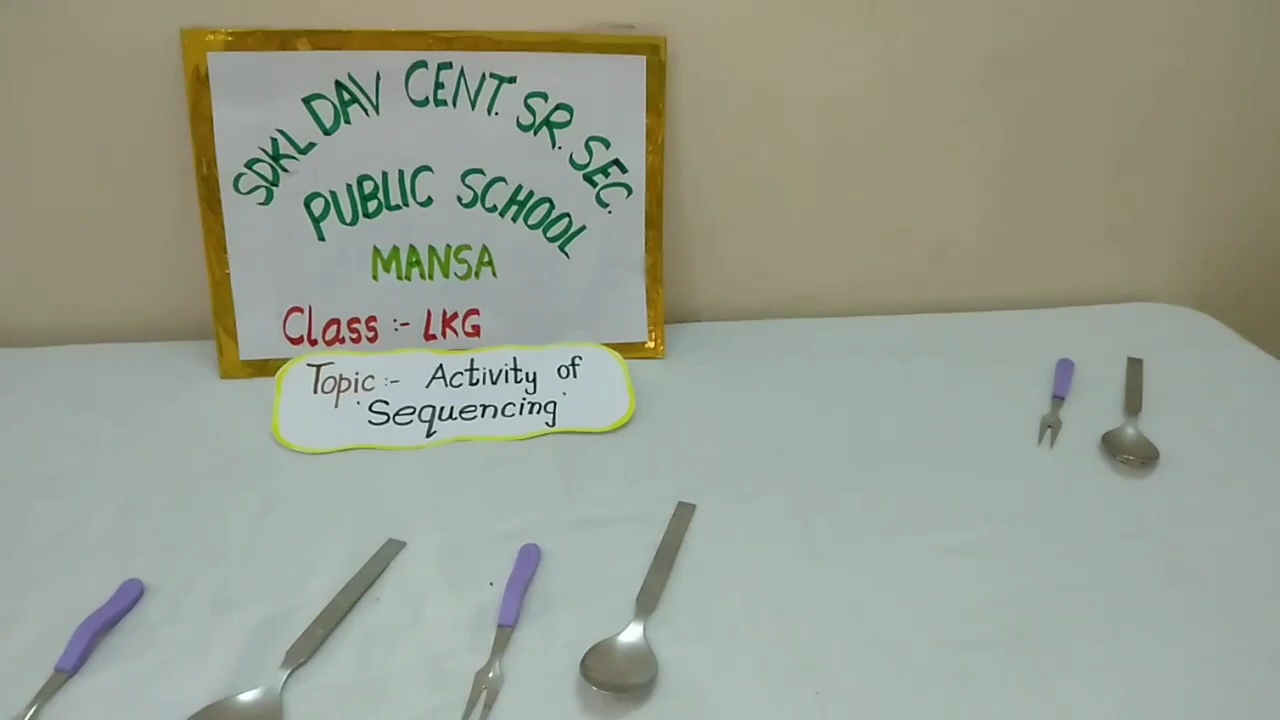 SDKL DAV CENT. SR. SEC.
PUBLIC SCHOOL
MANSA
Class :- LKG
Topic :- Activity of
'Sequencing'